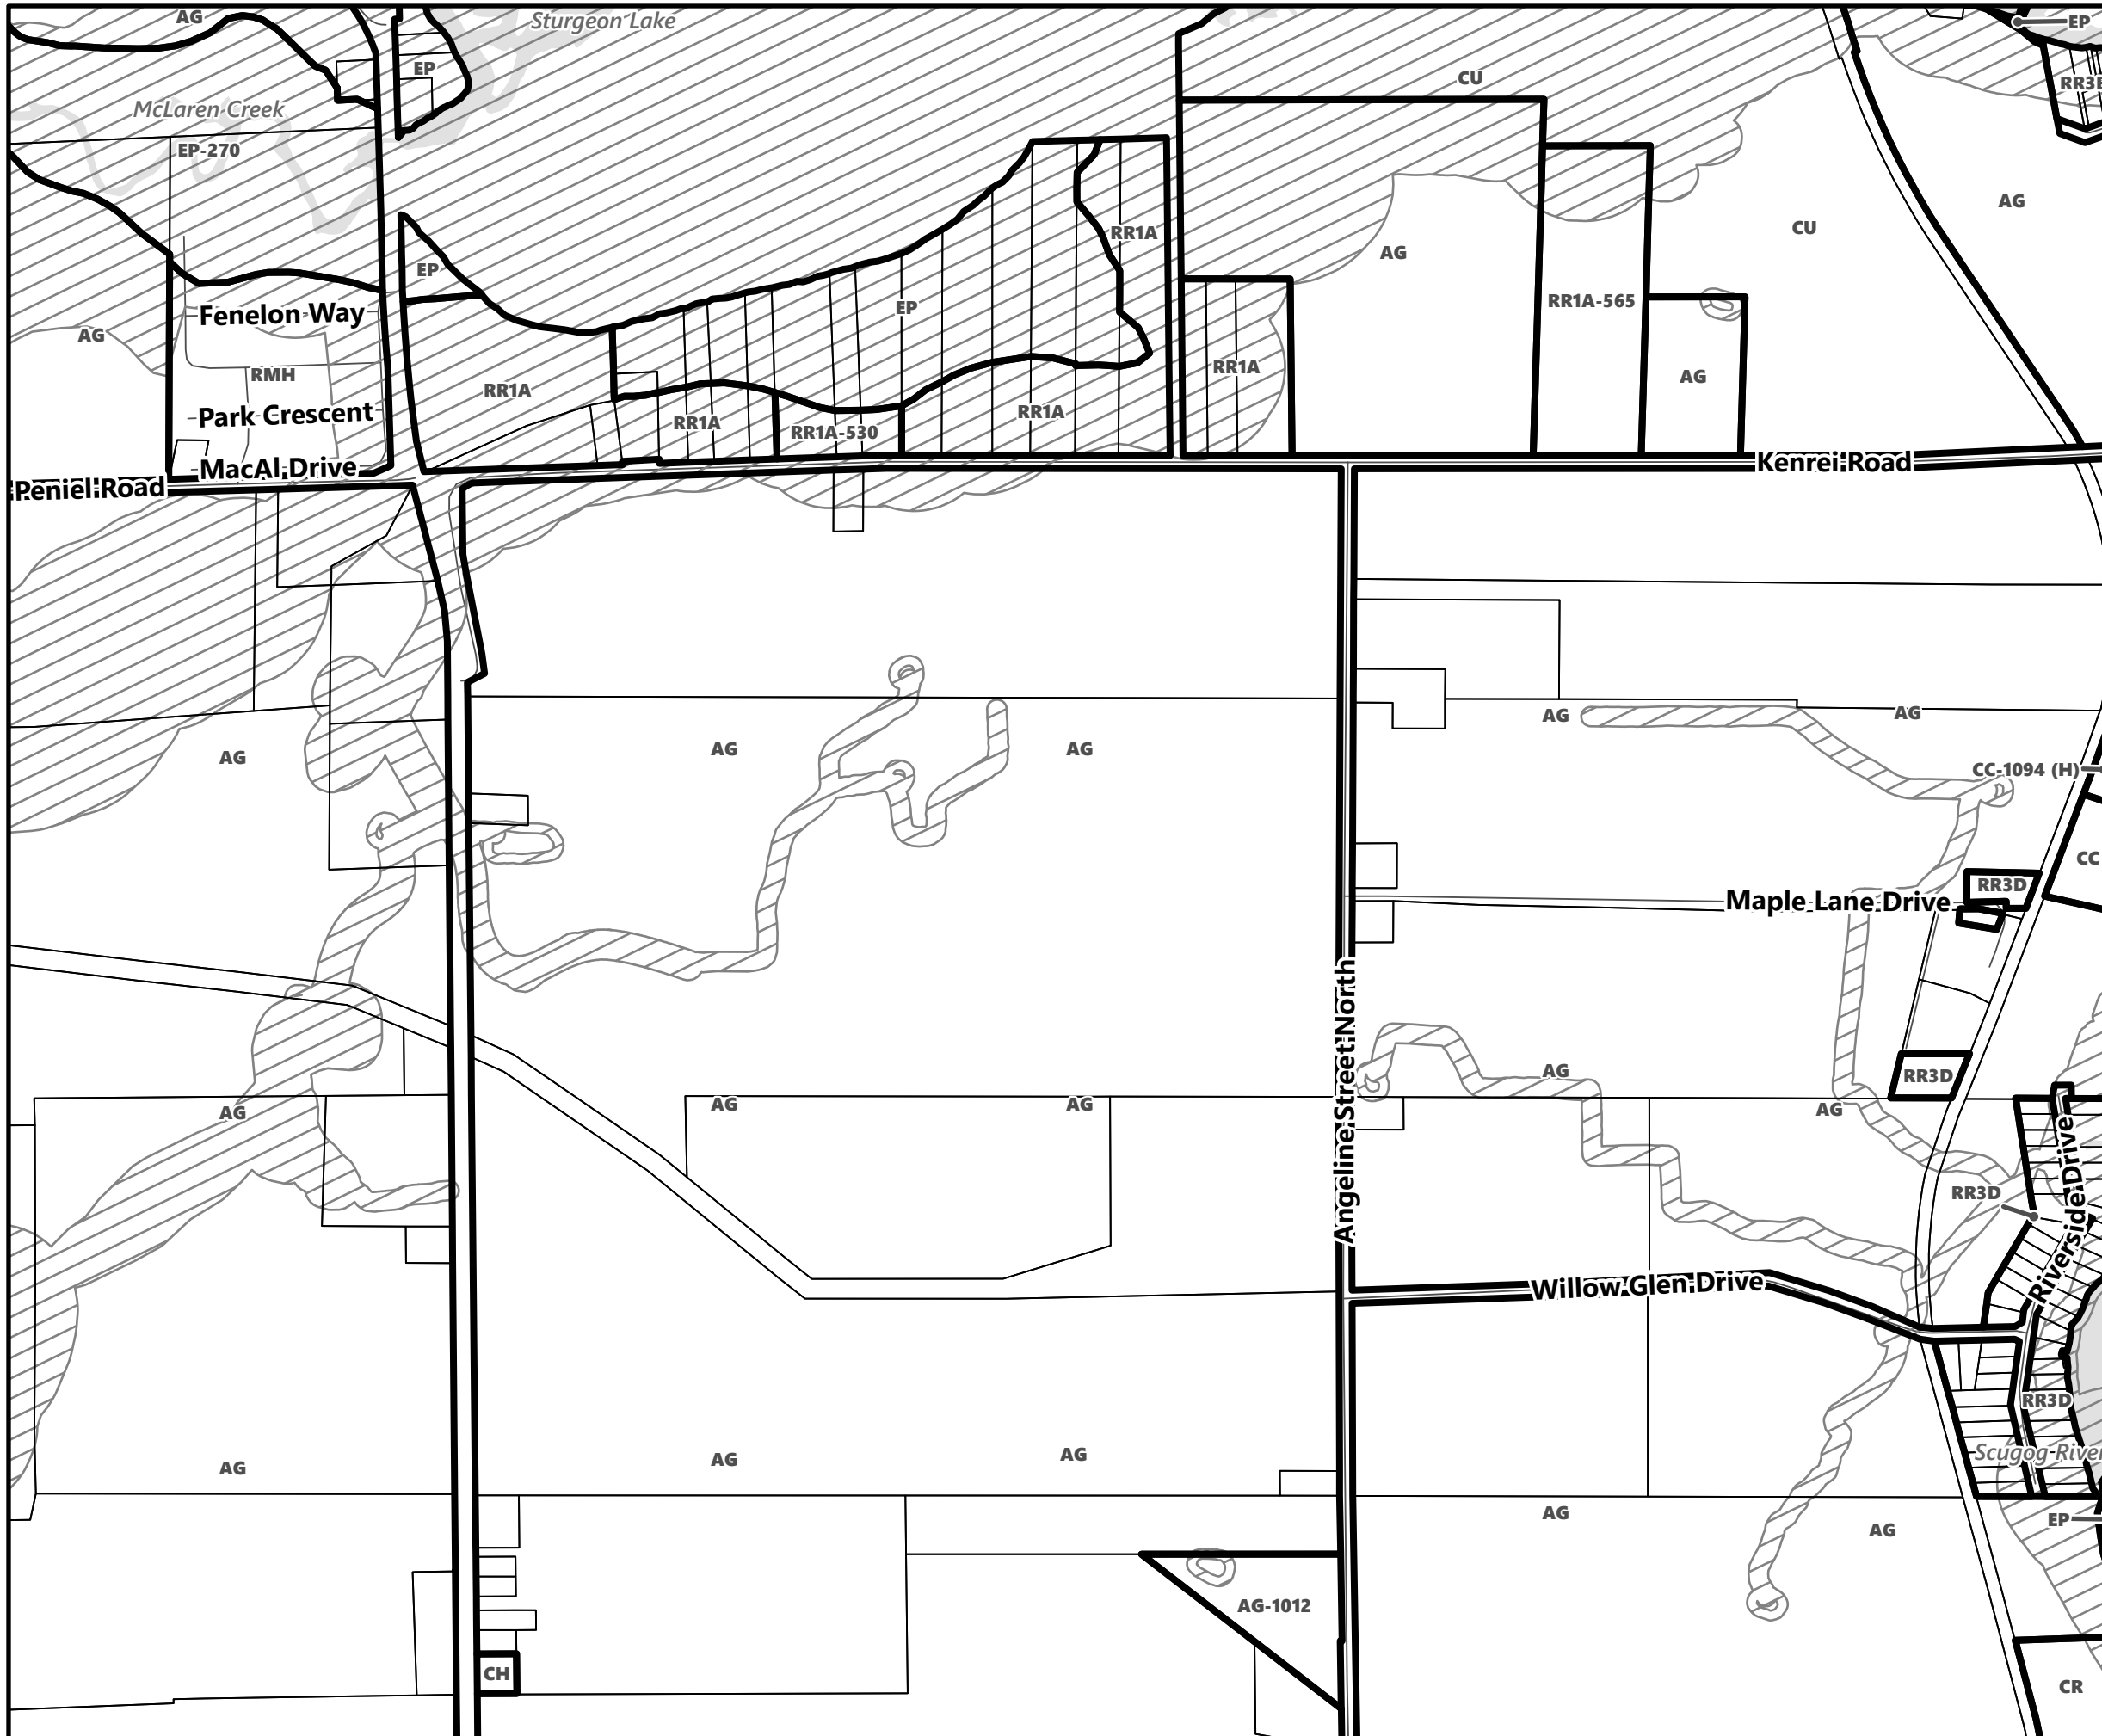 AG
Sturgeon Lake
EP
EP
CU
RR3
McLaren Creek
EP-270
AG
CU
RR1A
AG
EP
RR1A-565
EP
Fenelon Way
AG
RR1A
AG
RMH
RR1A
Park Crescent
RR1A
RR1A
RR1A-530
MacAl Drive
Kenrei Road
Peniel Road
AG
AG
AG
AG
AG
CC-1094 (H)
CC
RR3D
Maple Lane Drive
Angeline Street North
AG
RR3D
AG
AG
AG
AG
Riverside Drive
RR3D
Willow Glen Drive
RR3D
Scugog River
AG
AG
AG
AG
EP
AG
AG-1012
CH
CR